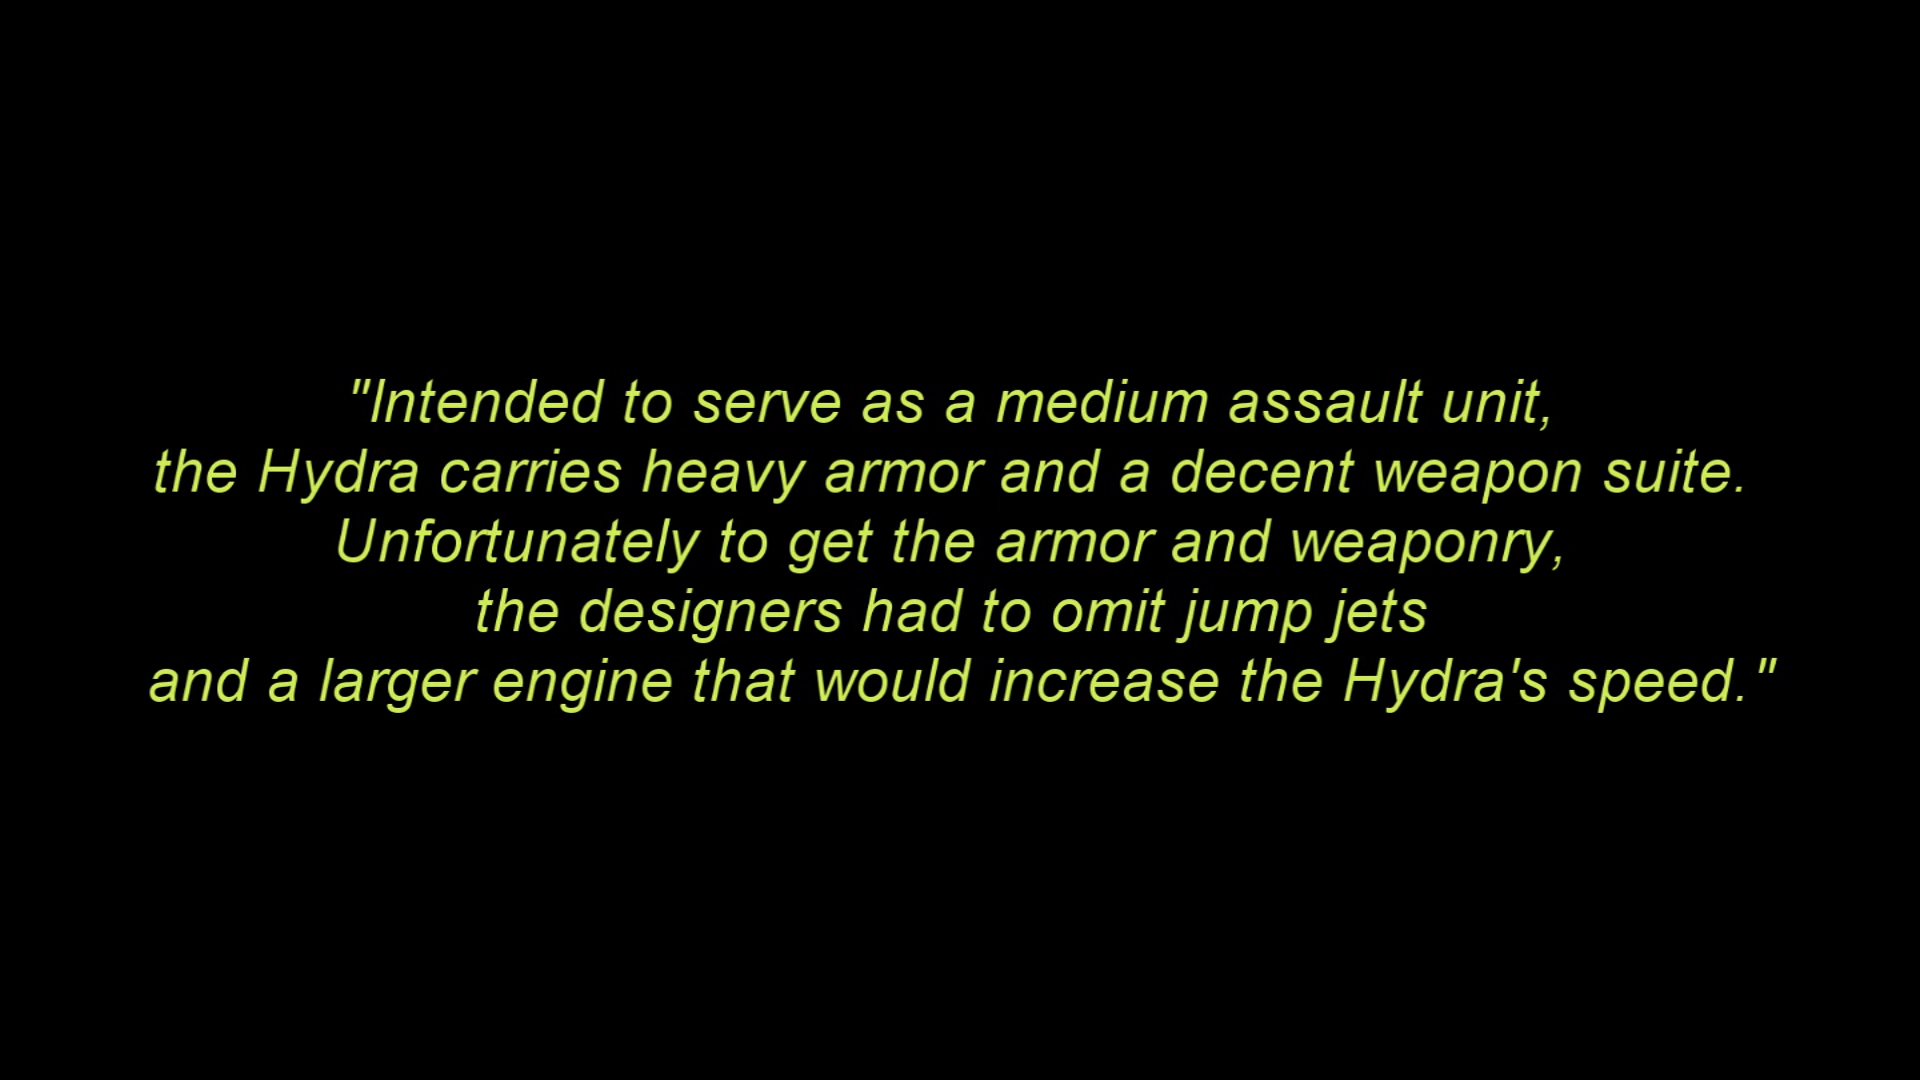 "Intended to serve as a medium assault unit,
the Hydra carries heavy armor and a decent weapon suite.
Unfortunately to get the armor and weaponry,
the designers had to omit jump jets
and a larger engine that would increase the Hydra's speed."